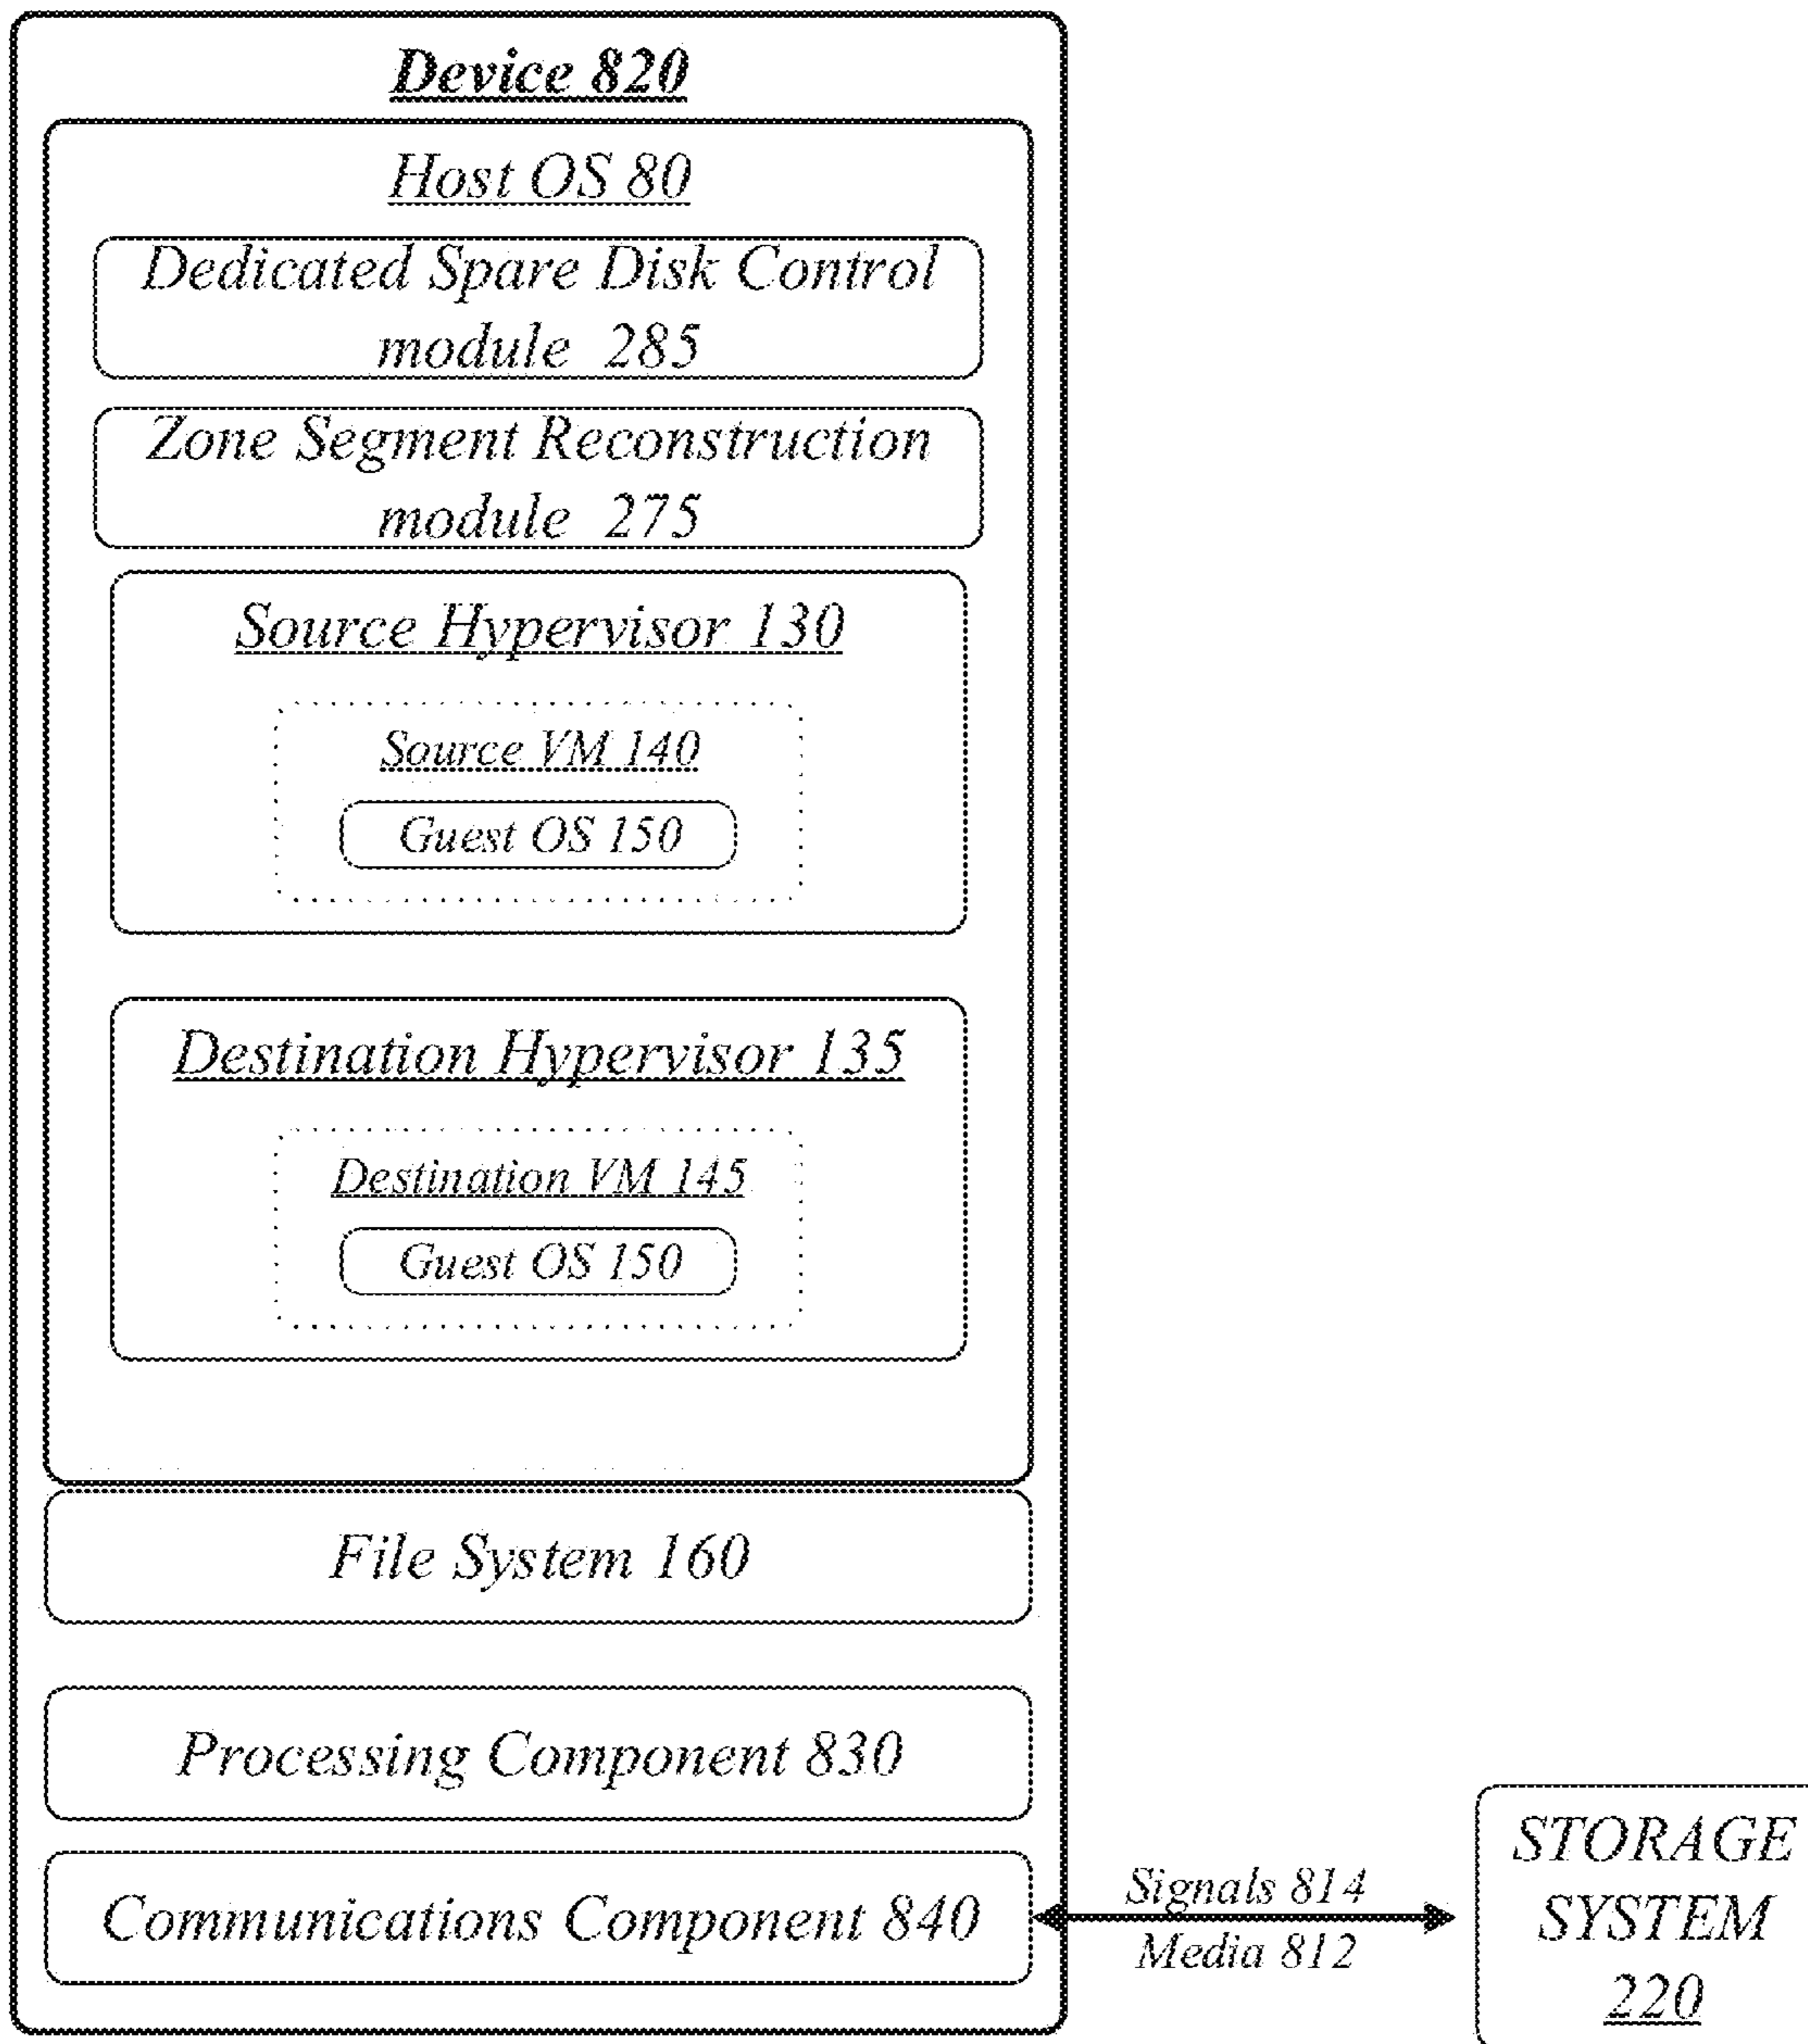 Device 820
Host OS 80
Dedicated Spare Disk Control
module 285
Zone Segment Reconstruction
module 275
Source Hypervisor 130
Source VM 140
Guest OS 150
Destination Hypervisor 135
Destination VM 145
Guest OS 150
File System 160
Processing Component 830
Communications Component 840
Signals 814
Media 812
STORAGE
SYSTEM
220